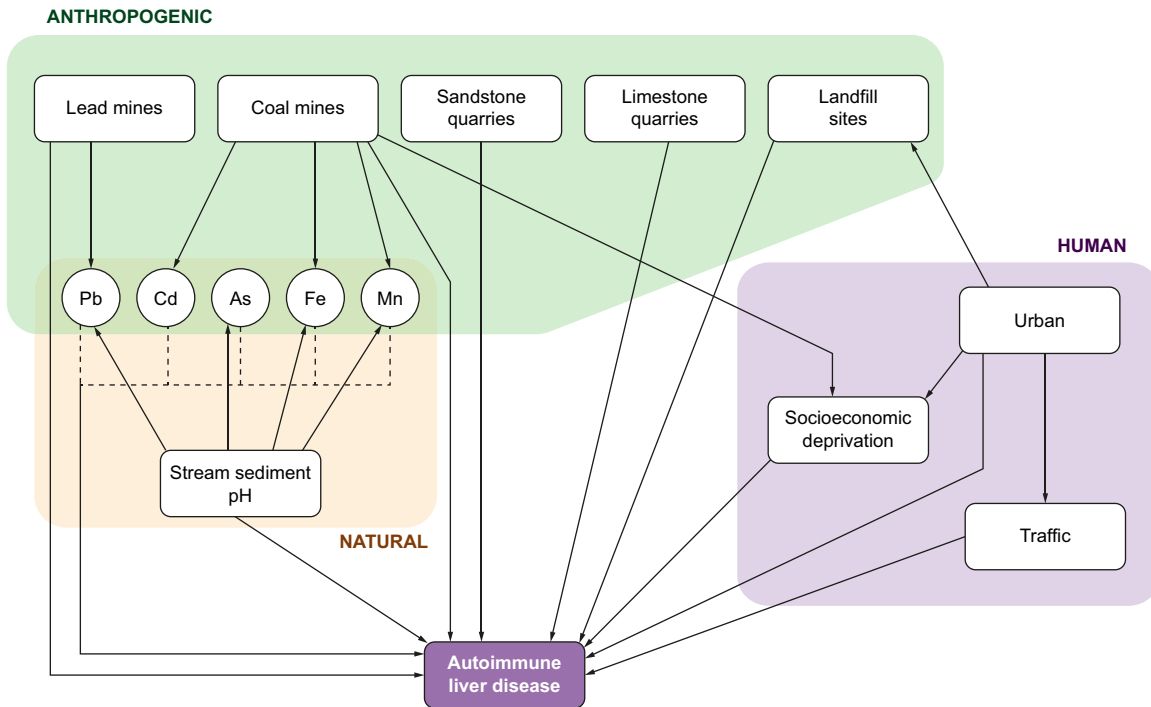 ANTHROPOGENIC
Lead mines
Coal mines
Sandstone
quarries
Limestone
quarries
Landfill
sites
HUMAN
Pb
Cd
As
Fe
Mn
Urban
Socioeconomic
deprivation
Stream sediment
pH
NATURAL
Traffic
Autoimmune
liver disease